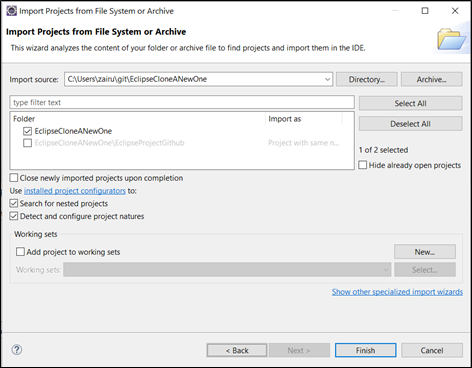 Import Projects from File System or Archive
Import Projects from File System or Archive
This wizard analyzes the content of your folder or archive file to find projects and import them in the IDE.
Import source: C:\Users\zairu\git\EclipseCloneANewOne Directory... Archive...
type filter text Select All
Folder Import as
Deselect All
EclipseCloneANewOne
EclipseCloneANewOne\EclipseProjectGithub Project with same n...
1 of 2 selected
Hide already open projects
Close newly imported projects upon completion
Use installed project configurators to:
Search for nested projects
Detect and configure project natures
Working sets
Add project to working sets New...
Working sets: Select...
Show other specialized import wizards
? < Back Next > Finish Cancel